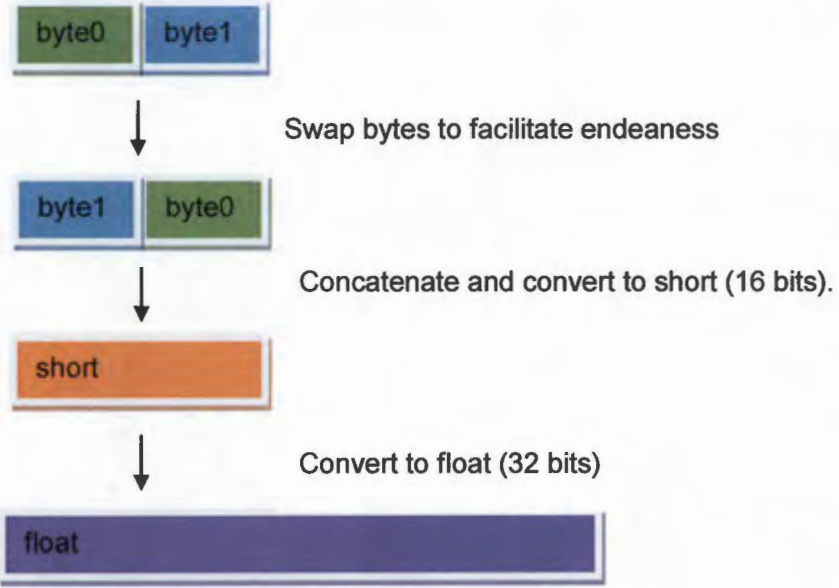 byte0 byte1
Swap bytes to facilitate endeaness
byte1 byte0
Concatenate and convert to short (16 bits).
short
Convert to float (32 bits)
float